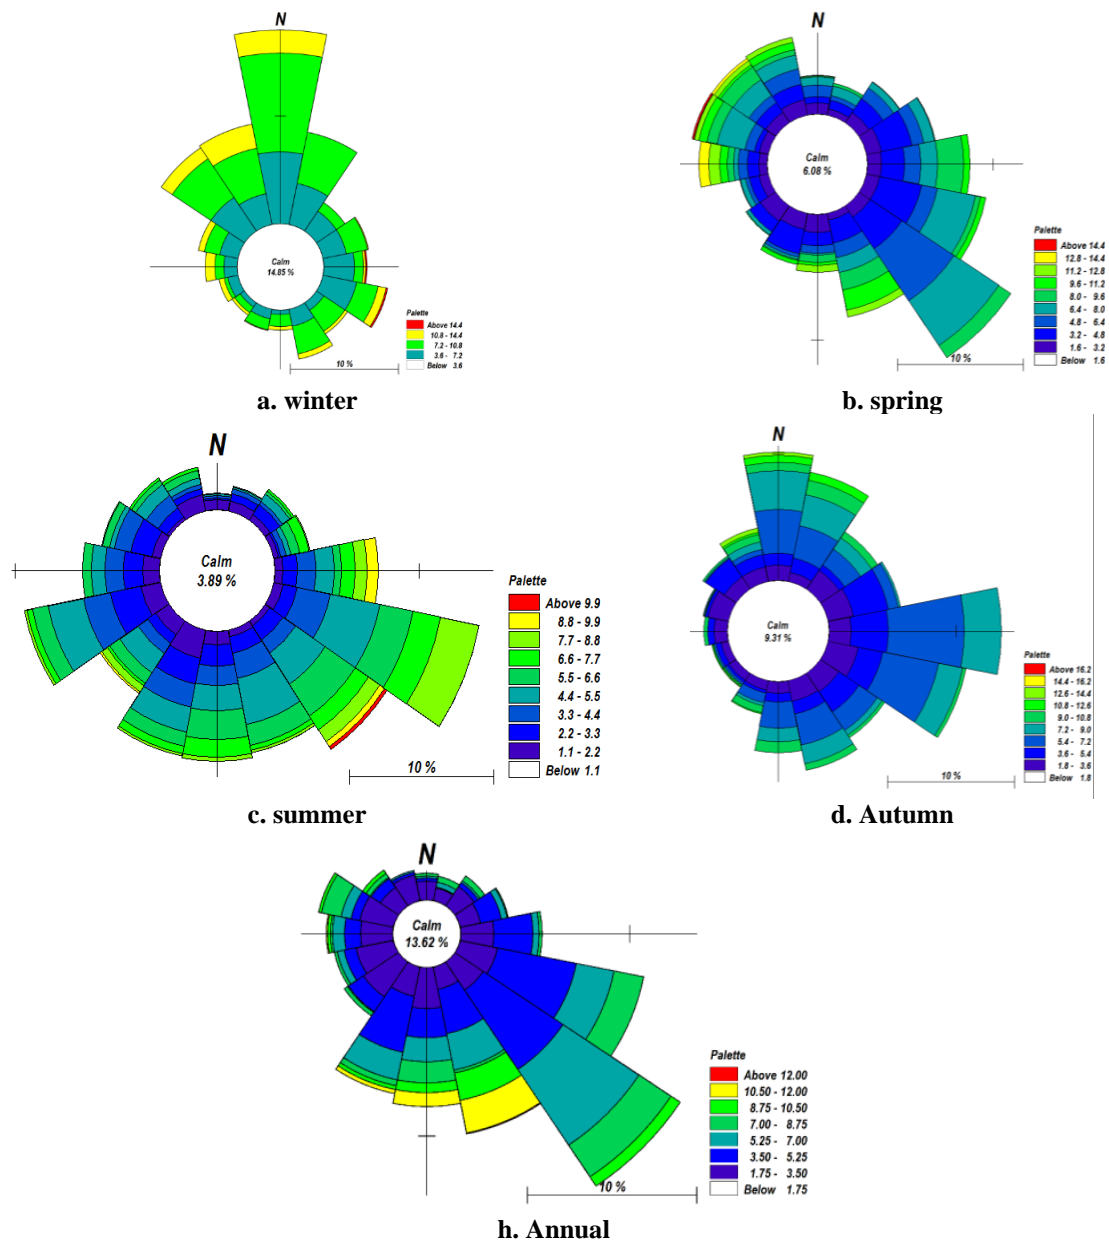 N
Calm
14.85 %
Palette
Above 14.4
10.8 - 14.4
7.2 - 10.8
3.6 - 7.2
Below 3.6
10 %
a. winter
Calm
6.08 %
Palette
Above 14.4
12.8 - 14.4
11.2 - 12.8
9.6 - 11.2
8.0 - 9.6
6.4 - 8.0
4.8 - 6.4
3.2 - 4.8
1.6 - 3.2
Below 1.6
10 %
b. spring
N
Calm
3.89 %
Palette
Above 9.9
8.8 - 9.9
7.7 - 8.8
6.6 - 7.7
5.5 - 6.6
4.4 - 5.5
3.3 - 4.4
2.2 - 3.3
1.1 - 2.2
Below 1.1
10 %
c. summer
N
Calm
9.31 %
Palette
Above 16.2
14.4 - 16.2
12.6 - 14.4
10.8 - 12.6
9.0 - 10.8
7.2 - 9.0
5.4 - 7.2
3.6 - 5.4
1.8 - 3.6
Below 1.8
10 %
d. Autumn
N
Calm
13.62 %
Palette
Above 12.00
10.50 - 12.00
8.75 - 10.50
7.00 - 8.75
5.25 - 7.00
3.50 - 5.25
1.75 - 3.50
Below 1.75
10 %
h. Annual